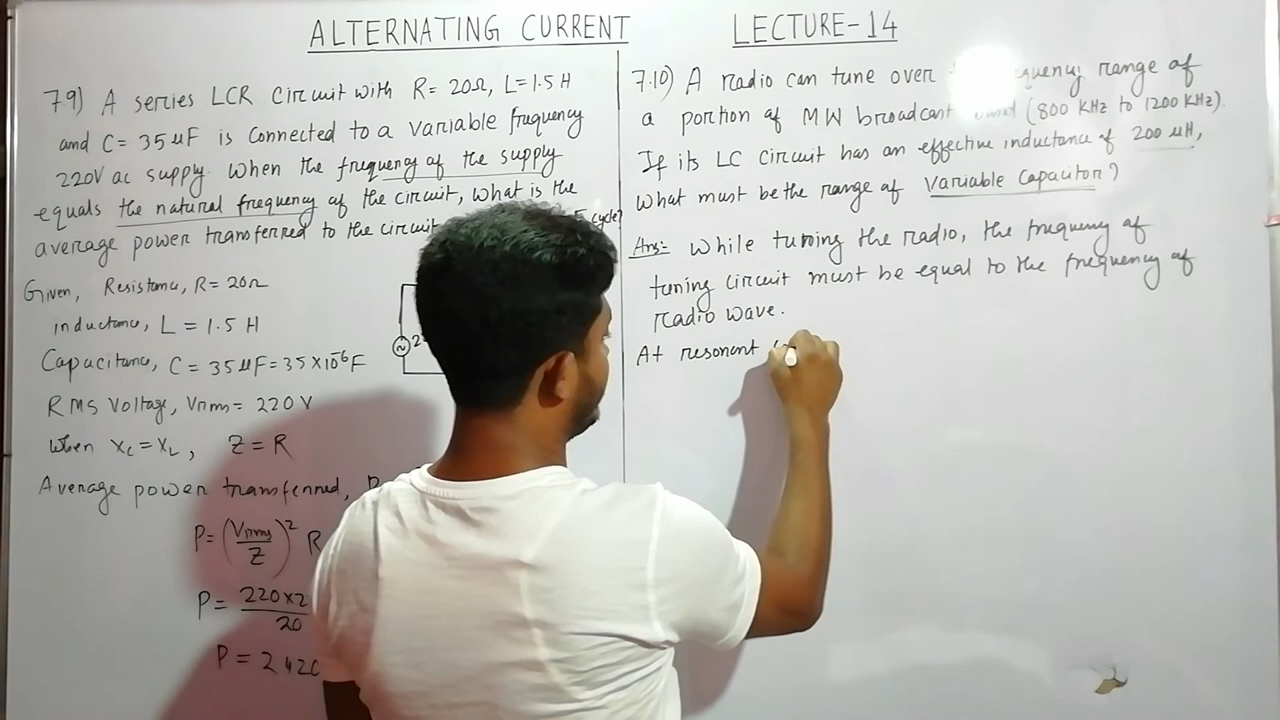 ALTERNATING CURRENT LECTURE-14
7.9) A series LCR circuit with R = 20Ω, L = 1.5 H
and C = 35 μF is connected to a variable frequency
220V ac supply. When the frequency of the supply
equals the natural frequency of the circuit, what is the
average power transferred to the circuit cycle?
Given, Resistance, R = 20Ω
inductance, L = 1.5 H
Capacitance, C = 35 μF = 35 × 10⁻⁶ F
RMS Voltage, Vrms = 220 V
When X_C = X_L, Z = R
Average power transferred,
P = (Vrms/Z)² R
P = 220×2 / 20
P = 2420
7.10) A radio can tune over range of
a portion of MW broadcast (800 KHz to 1200 KHz).
If its LC circuit has an effective inductance of 200 μH,
what must be the range of variable capacitor?
Ans:- While tuning the radio, the frequency of
tuning circuit must be equal to the frequency of
radio wave.
At resonant